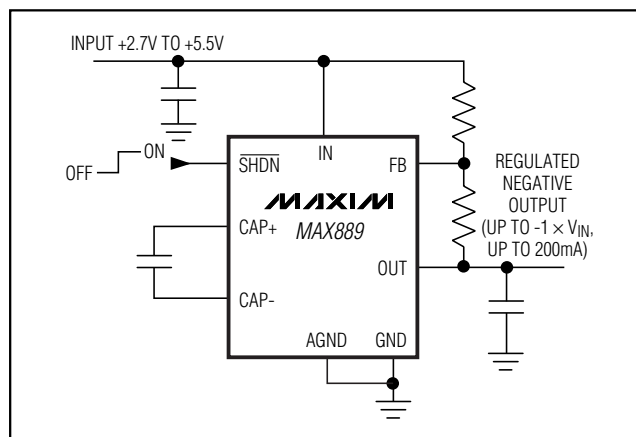 INPUT +2.7V TO +5.5V
ON
OFF
SHDN
IN
FB
REGULATED
NEGATIVE
OUTPUT
(UP TO -1 × VIN,
UP TO 200mA)
MAXIM
MAX889
CAP+
OUT
CAP-
AGND
GND